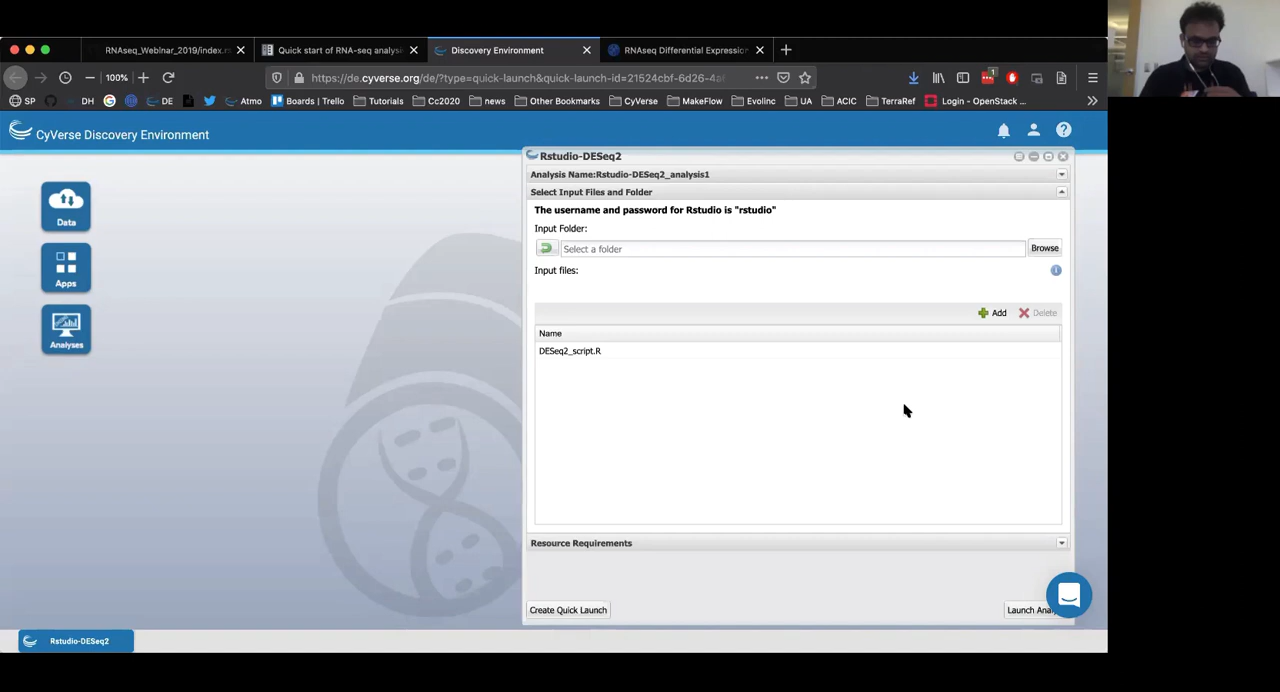 RNAseq_Webinar_2019/index.r
Quick start of RNA-seq analysi
Discovery Environment
RNAseq Differential Expressio
100%
https://de.cyverse.org/de/?type=quick-launch&quick-launch-id=21524cbf-6d26-4a
SP
DH
DE
Atmo
Boards | Trello
Tutorials
Cc2020
news
Other Bookmarks
CyVerse
MakeFlow
Evolinc
UA
ACIC
TerraRef
Login - OpenStack ...
CyVerse Discovery Environment
Data
Apps
Analyses
Rstudio-DESeq2
Analysis Name:Rstudio-DESeq2_analysis1
Select Input Files and Folder
The username and password for Rstudio is "rstudio"
Input Folder:
Select a folder
Browse
Input files:
Add
Delete
Name
DESeq2_script.R
Resource Requirements
Create Quick Launch
Launch Ana
Rstudio-DESeq2